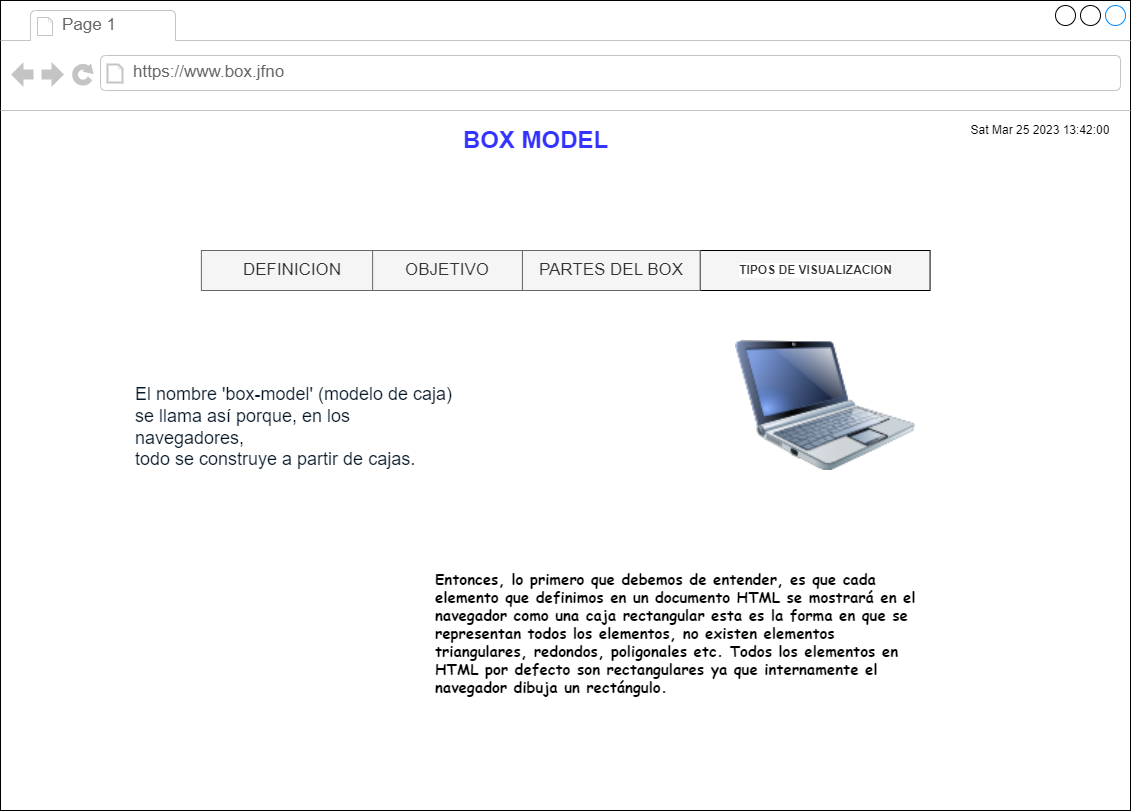 Page 1
https://www.box.jfno
BOX MODEL
Sat Mar 25 2023 13:42:00
DEFINICION
OBJETIVO
PARTES DEL BOX
TIPOS DE VISUALIZACION
El nombre 'box-model' (modelo de caja)
se llama así porque, en los
navegadores,
todo se construye a partir de cajas.
Entonces, lo primero que debemos de entender, es que cada
elemento que definimos en un documento HTML se mostrará en el
navegador como una caja rectangular esta es la forma en que se
representan todos los elementos, no existen elementos
triangulares, redondos, poligonales etc. Todos los elementos en
HTML por defecto son rectangulares ya que internamente el
navegador dibuja un rectángulo.